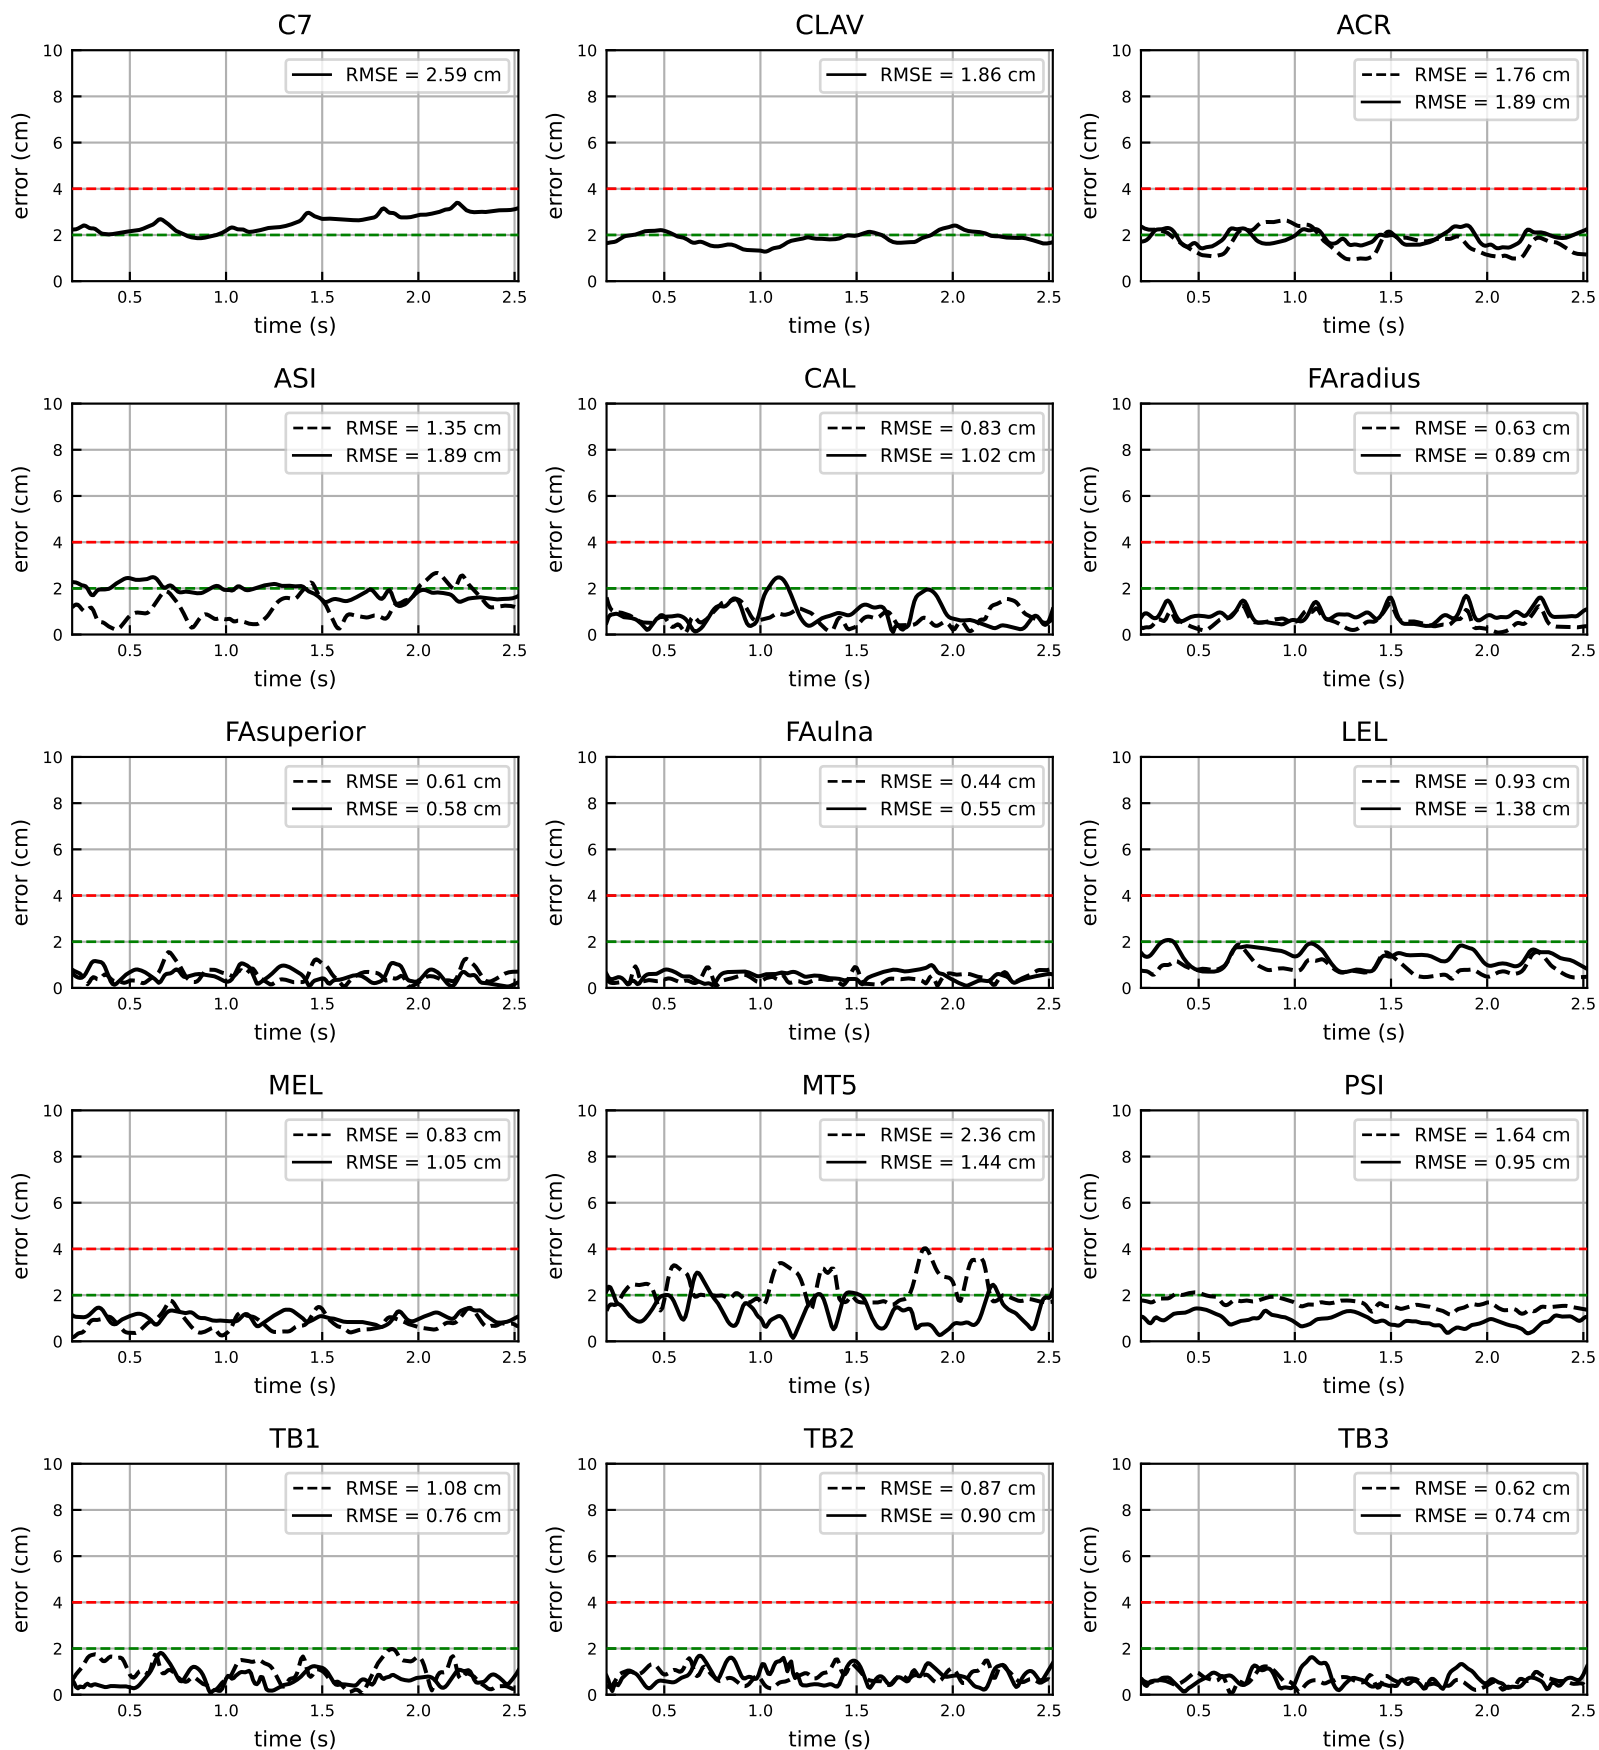 C7
CLAV
ACR
RMSE = 2.59 cm
RMSE = 1.86 cm
RMSE = 1.76 cm
RMSE = 1.89 cm
error (cm)
10
8
6
4
2
0
0.5 1.0 1.5 2.0 2.5
time (s)
error (cm)
10
8
6
4
2
0
0.5 1.0 1.5 2.0 2.5
time (s)
error (cm)
10
8
6
4
2
0
0.5 1.0 1.5 2.0 2.5
time (s)
ASI
CAL
FAradius
RMSE = 1.35 cm
RMSE = 1.89 cm
RMSE = 0.83 cm
RMSE = 1.02 cm
RMSE = 0.63 cm
RMSE = 0.89 cm
error (cm)
10
8
6
4
2
0
0.5 1.0 1.5 2.0 2.5
time (s)
error (cm)
10
8
6
4
2
0
0.5 1.0 1.5 2.0 2.5
time (s)
error (cm)
10
8
6
4
2
0
0.5 1.0 1.5 2.0 2.5
time (s)
FAsuperior
FAulna
LEL
RMSE = 0.61 cm
RMSE = 0.58 cm
RMSE = 0.44 cm
RMSE = 0.55 cm
RMSE = 0.93 cm
RMSE = 1.38 cm
error (cm)
10
8
6
4
2
0
0.5 1.0 1.5 2.0 2.5
time (s)
error (cm)
10
8
6
4
2
0
0.5 1.0 1.5 2.0 2.5
time (s)
error (cm)
10
8
6
4
2
0
0.5 1.0 1.5 2.0 2.5
time (s)
MEL
MT5
PSI
RMSE = 0.83 cm
RMSE = 1.05 cm
RMSE = 2.36 cm
RMSE = 1.44 cm
RMSE = 1.64 cm
RMSE = 0.95 cm
error (cm)
10
8
6
4
2
0
0.5 1.0 1.5 2.0 2.5
time (s)
error (cm)
10
8
6
4
2
0
0.5 1.0 1.5 2.0 2.5
time (s)
error (cm)
10
8
6
4
2
0
0.5 1.0 1.5 2.0 2.5
time (s)
TB1
TB2
TB3
RMSE = 1.08 cm
RMSE = 0.76 cm
RMSE = 0.87 cm
RMSE = 0.90 cm
RMSE = 0.62 cm
RMSE = 0.74 cm
error (cm)
10
8
6
4
2
0
0.5 1.0 1.5 2.0 2.5
time (s)
error (cm)
10
8
6
4
2
0
0.5 1.0 1.5 2.0 2.5
time (s)
error (cm)
10
8
6
4
2
0
0.5 1.0 1.5 2.0 2.5
time (s)